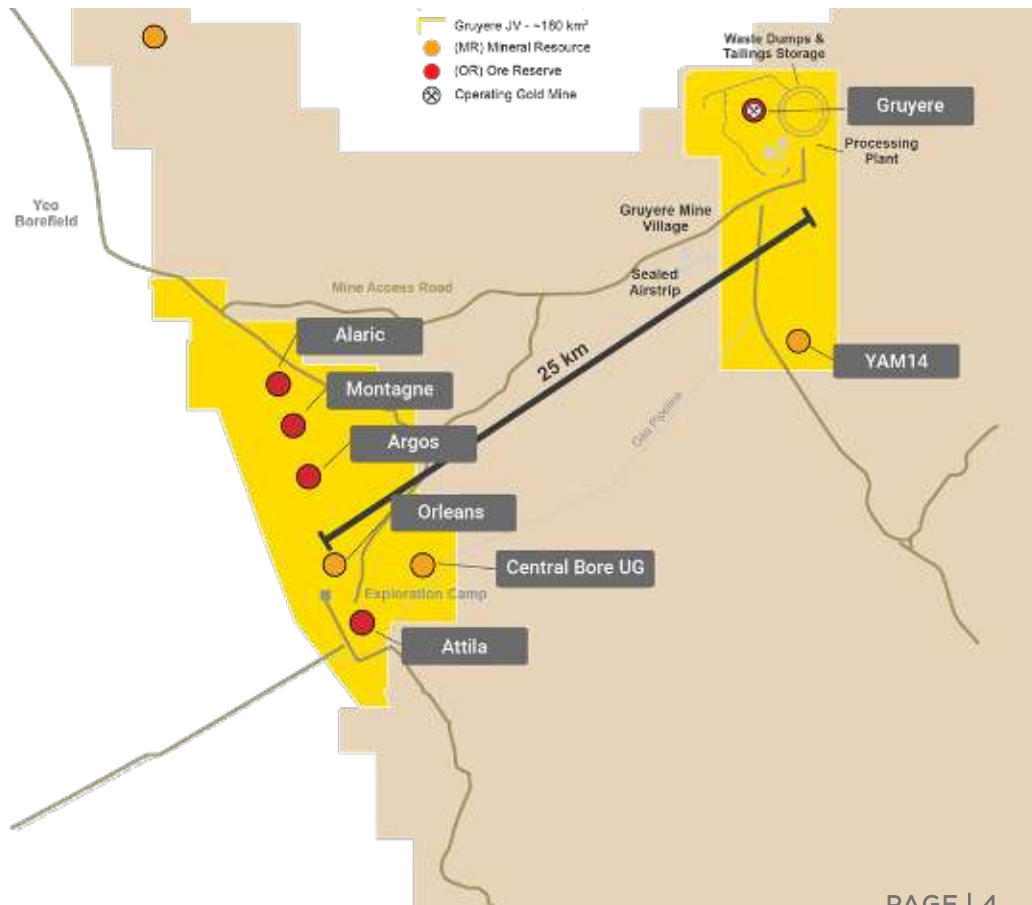 Gruyere JV - ~160 km²
(MR) Mineral Resource
(OR) Ore Reserve
Operating Gold Mine
Waste Dumps &
Tailings Storage
Gruyere
Processing
Plant
Yeo
Borefield
Gruyere Mine
Village
Sealed
Airstrip
Mine Access Road
Alaric
25 km
YAM14
Montagne
Gas Pipeline
Argos
Orleans
Central Bore UG
Exploration Camp
Attila
PAGE | 4